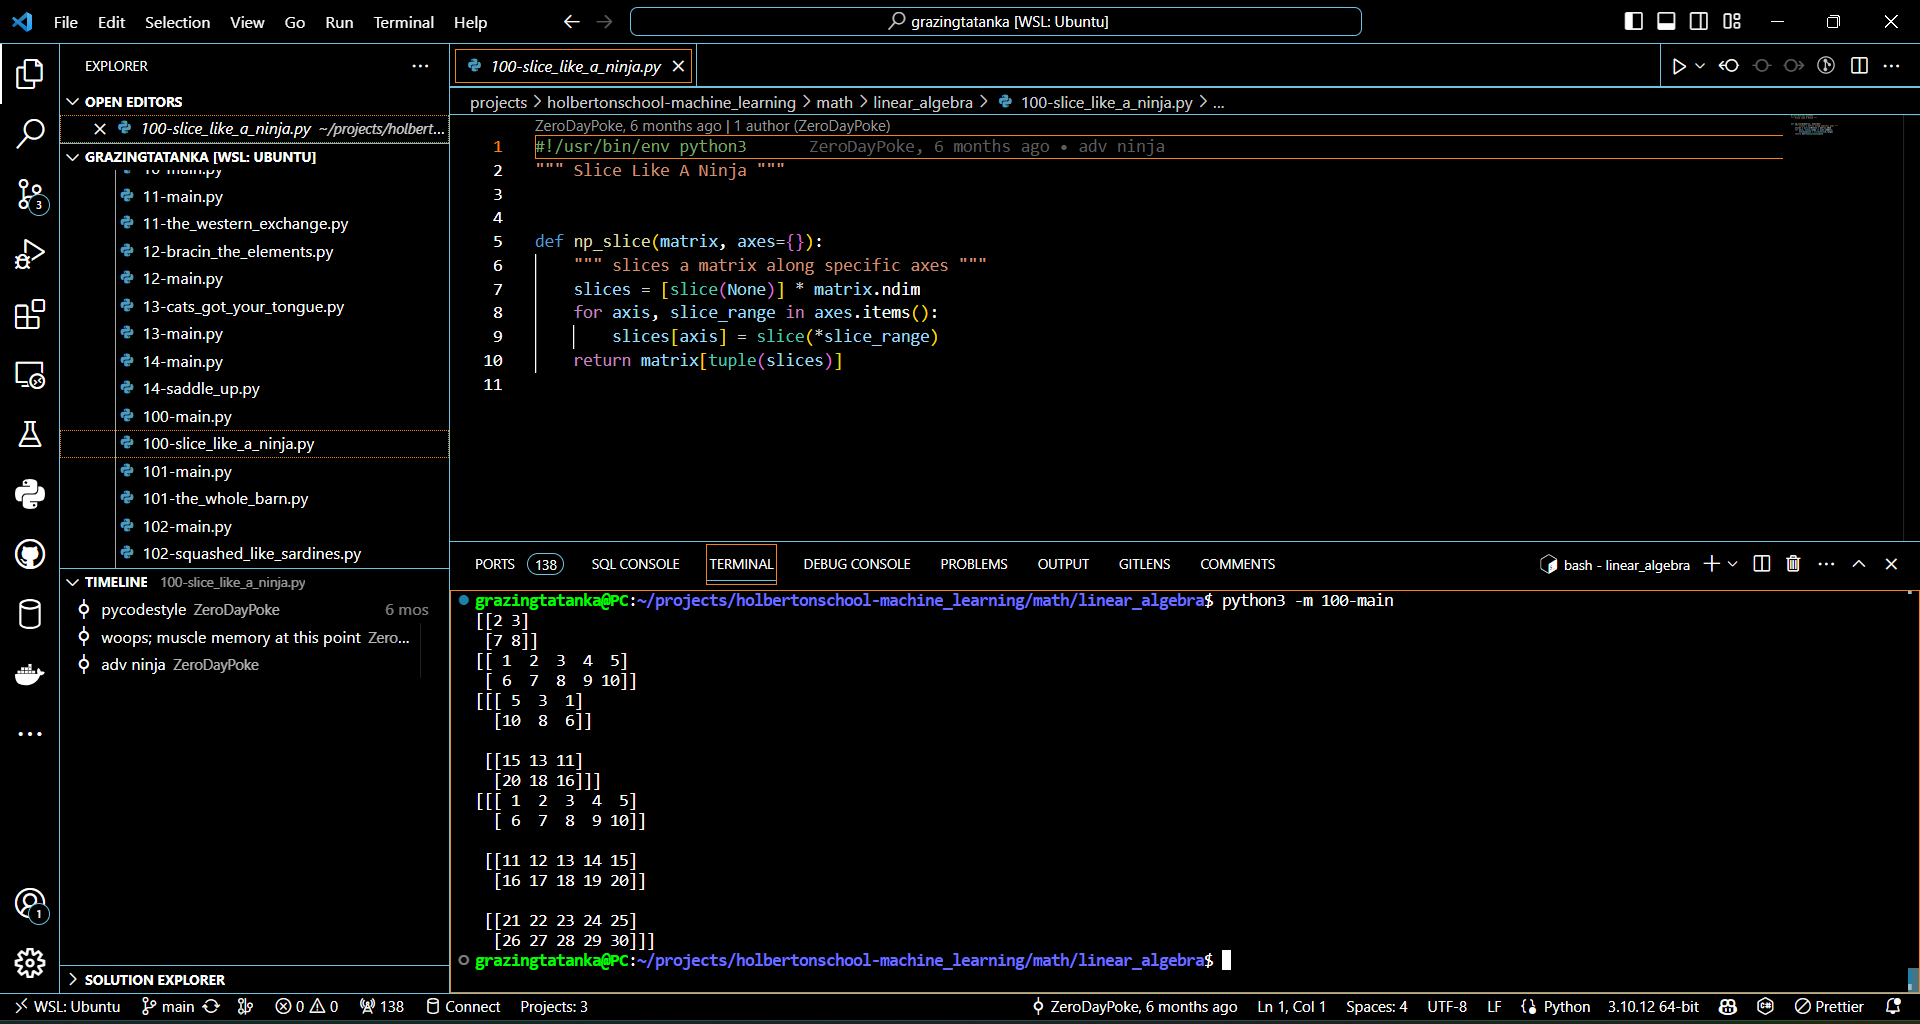 File Edit Selection View Go Run Terminal Help
grazingtatanka [WSL: Ubuntu]
EXPLORER
OPEN EDITORS
100-slice_like_a_ninja.py ~/projects/holbert...
GRAZINGTATANKA [WSL: UBUNTU]
10-main.py
11-main.py
11-the_western_exchange.py
12-bracin_the_elements.py
12-main.py
13-cats_got_your_tongue.py
13-main.py
14-main.py
14-saddle_up.py
100-main.py
100-slice_like_a_ninja.py
101-main.py
101-the_whole_barn.py
102-main.py
102-squashed_like_sardines.py
TIMELINE 100-slice_like_a_ninja.py
pycodestyle ZeroDayPoke 6 mos
woops; muscle memory at this point Zero...
adv ninja ZeroDayPoke
SOLUTION EXPLORER
3
1
100-slice_like_a_ninja.py
projects > holbertonschool-machine_learning > math > linear_algebra > 100-slice_like_a_ninja.py > ...
ZeroDayPoke, 6 months ago | 1 author (ZeroDayPoke)
1 #!/usr/bin/env python3 ZeroDayPoke, 6 months ago • adv ninja
2 """ Slice Like A Ninja """
3
4
5 def np_slice(matrix, axes={}):
6 """ slices a matrix along specific axes """
7 slices = [slice(None)] * matrix.ndim
8 for axis, slice_range in axes.items():
9 slices[axis] = slice(*slice_range)
10 return matrix[tuple(slices)]
11
PORTS 138 SQL CONSOLE TERMINAL DEBUG CONSOLE PROBLEMS OUTPUT GITLENS COMMENTS bash - linear_algebra
grazingtatanka@PC:~/projects/holbertonschool-machine_learning/math/linear_algebra$ python3 -m 100-main
[[2 3]
[7 8]]
[[ 1 2 3 4 5]
[ 6 7 8 9 10]]
[[[ 5 3 1]
[10 8 6]]
[[15 13 11]
[20 18 16]]]
[[[ 1 2 3 4 5]
[ 6 7 8 9 10]]
[[11 12 13 14 15]
[16 17 18 19 20]]
[[21 22 23 24 25]
[26 27 28 29 30]]]
grazingtatanka@PC:~/projects/holbertonschool-machine_learning/math/linear_algebra$
WSL: Ubuntu main 0 0 138 Connect Projects: 3 ZeroDayPoke, 6 months ago Ln 1, Col 1 Spaces: 4 UTF-8 LF Python 3.10.12 64-bit Prettier